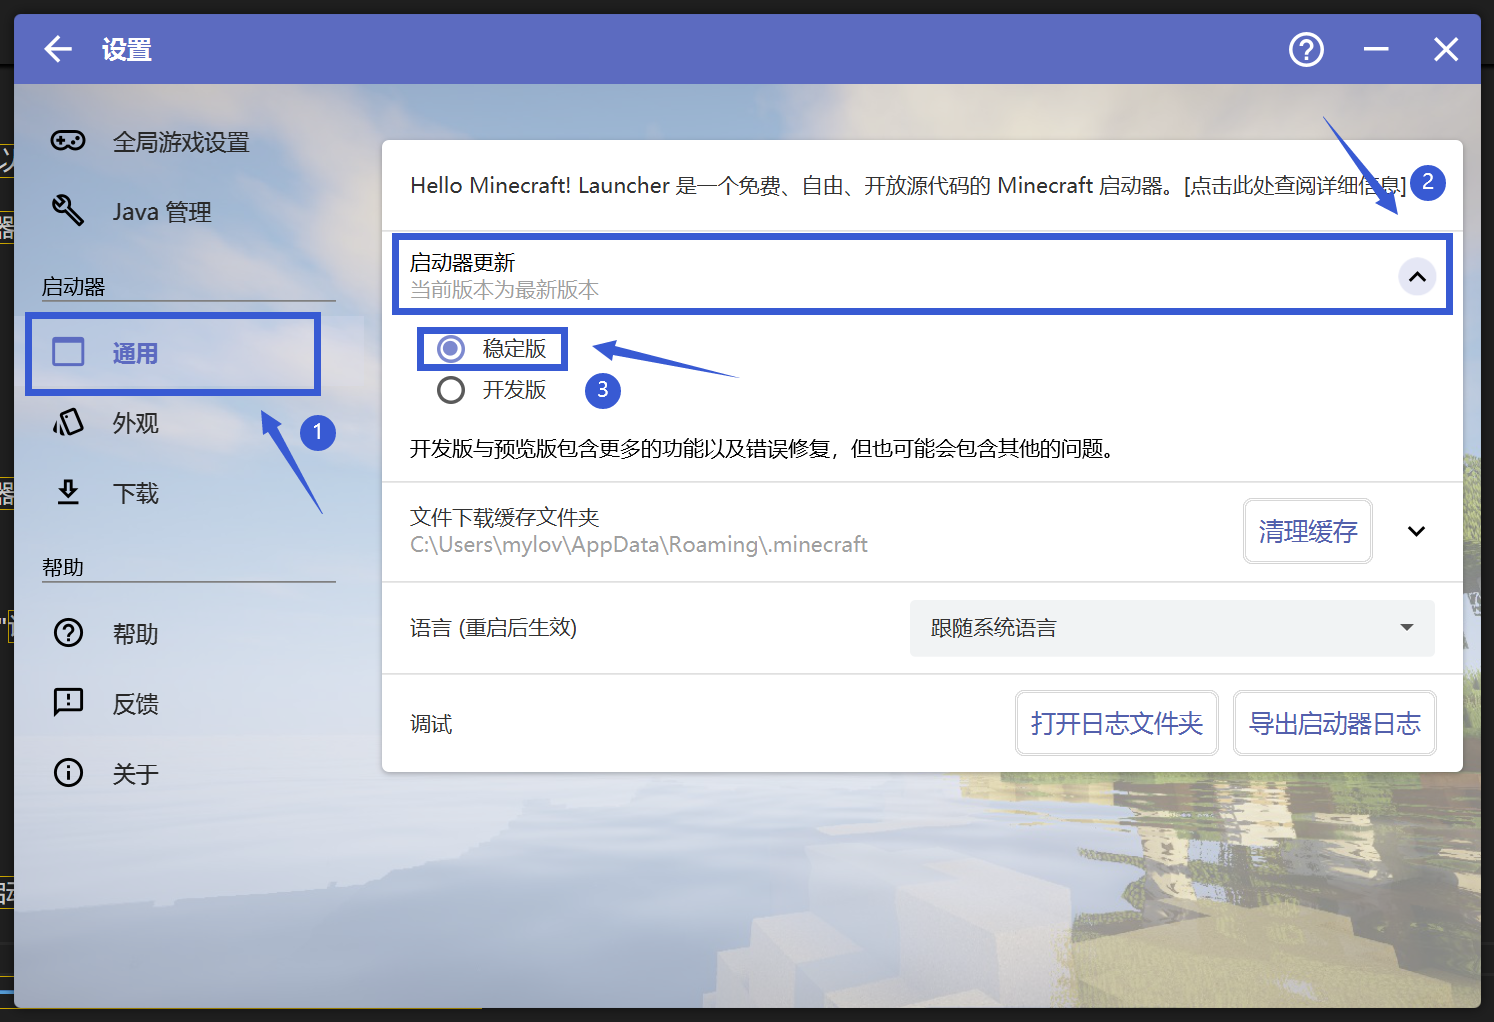 设置
全局游戏设置
Java 管理
启动器
通用
外观
下载
帮助
帮助
反馈
关于
Hello Minecraft! Launcher 是一个免费、自由、开放源代码的 Minecraft 启动器。[点击此处查阅详细信息]
启动器更新
当前版本为最新版本
稳定版
开发版
开发版与预览版包含更多的功能以及错误修复，但也可能会包含其他的问题。
文件下载缓存文件夹
C:\Users\mylov\AppData\Roaming\.minecraft
清理缓存
语言 (重启后生效)
跟随系统语言
调试
打开日志文件夹
导出启动器日志
1
2
3
以
器
器